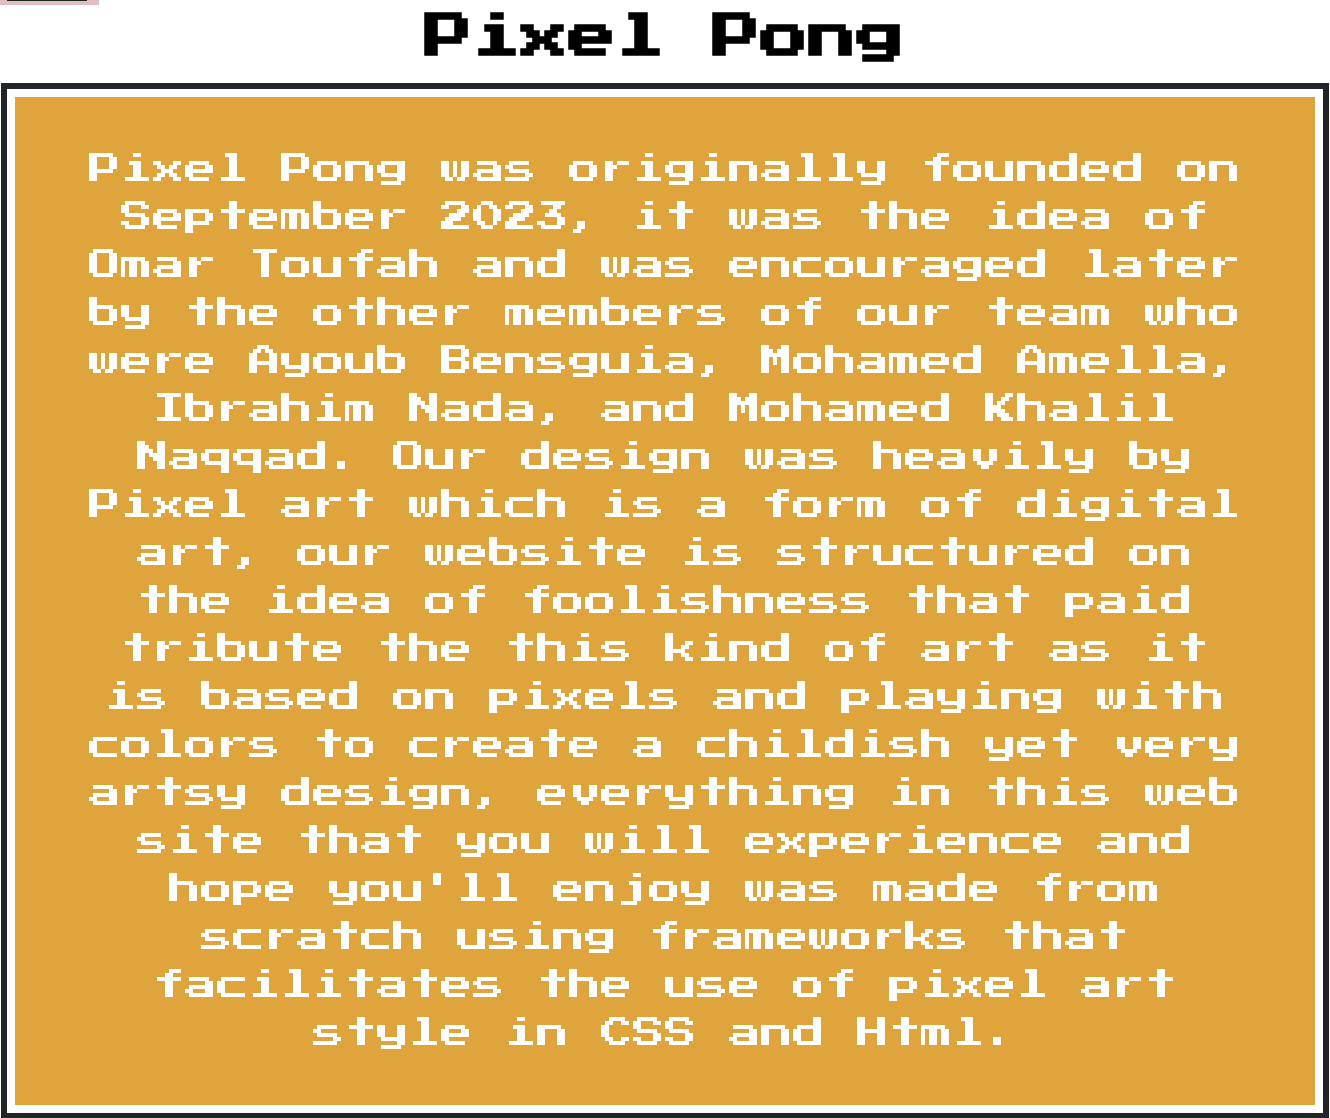 Pixel Pong
Pixel Pong was originally founded on
September 2023, it was the idea of
Omar Toufah and was encouraged later
by the other members of our team who
were Ayoub Bensguia, Mohamed Amella,
Ibrahim Nada, and Mohamed Khalil
Naqqad. Our design was heavily by
Pixel art which is a form of digital
art, our website is structured on
the idea of foolishness that paid
tribute the this kind of art as it
is based on pixels and playing with
colors to create a childish yet very
artsy design, everything in this web
site that you will experience and
hope you'll enjoy was made from
scratch using frameworks that
facilitates the use of pixel art
style in CSS and Html.